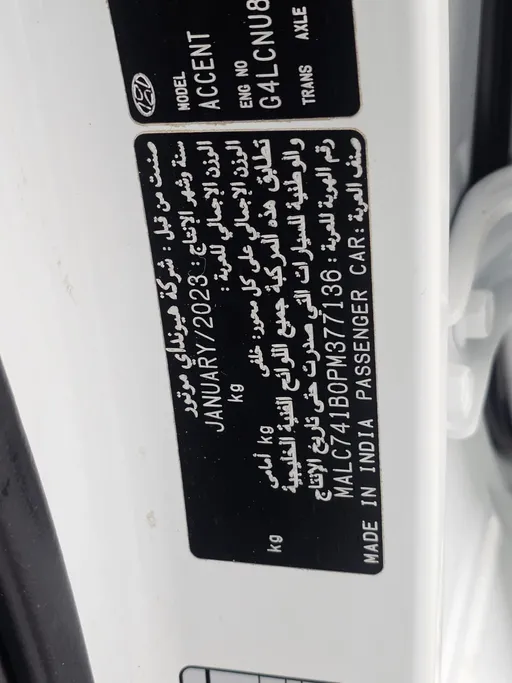 MODEL
ACCENT
ENG NO
G4LCNU8
TRANS AXLE
صنعت من قبل : شركة هيونداي موتور
سنة وشهر الإنتاج : JANUARY/2023
الوزن الإجمالي للعربة : kg
الوزن الإجمالي على كل محور: خلفى kg أمامى kg
تطابق هذه المركبة جميع اللوائح الفنية الخليجية
والوطنية للسيارات التي صدرت حتى تاريخ الإنتاج
رقم الهوية للعربة : MALC741B0PM377136
صنف العربة : MADE IN INDIA PASSENGER CAR